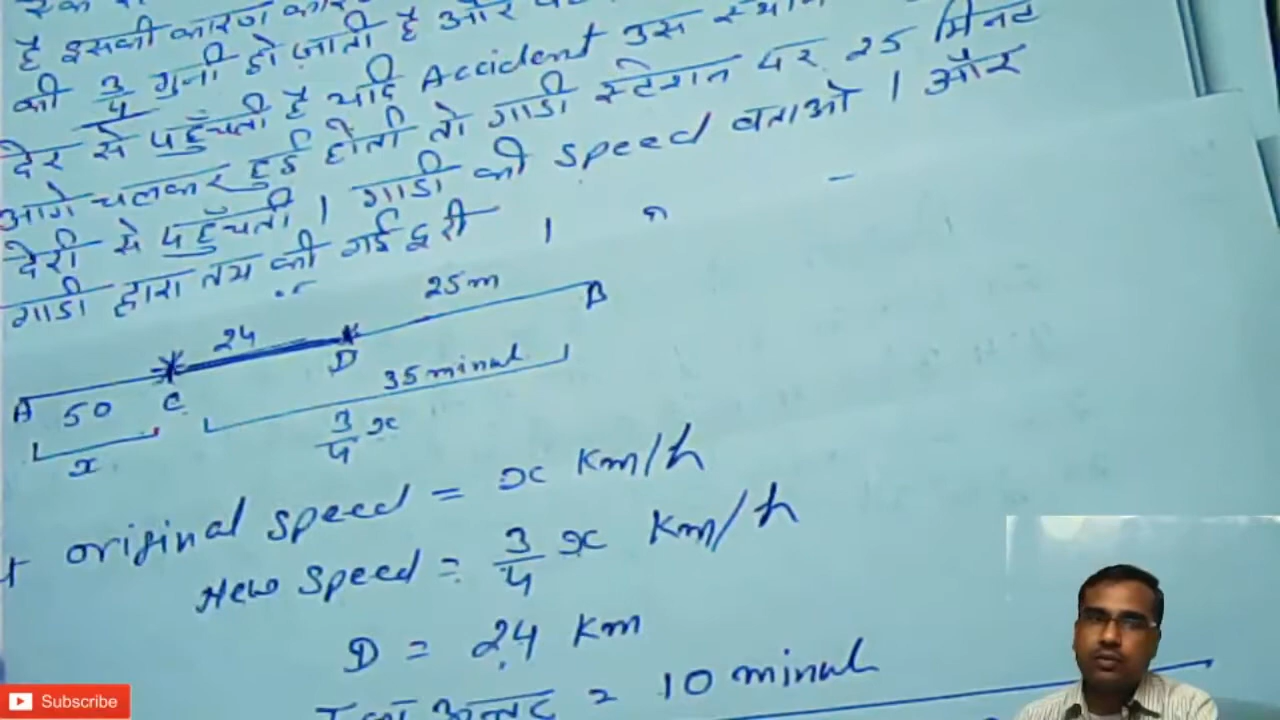 है इसकी कारण
की 3/4 गुनी हो जाती है और
देर से पहुँचती है यदि Accident उस स्थान
आगे चलकर हुई होती तो गाडी स्टेशन पर 25 मिनट
देरी से पहुँचती । गाडी की speed बताओ । और
गाडी द्वारा तय की गई दूरी ।
24 25m
A C D B
50 35 minut
x 3/4 x
original speed = x Km/h
New speed = 3/4 x Km/h
D = 24 Km
= 10 minut
Subscribe